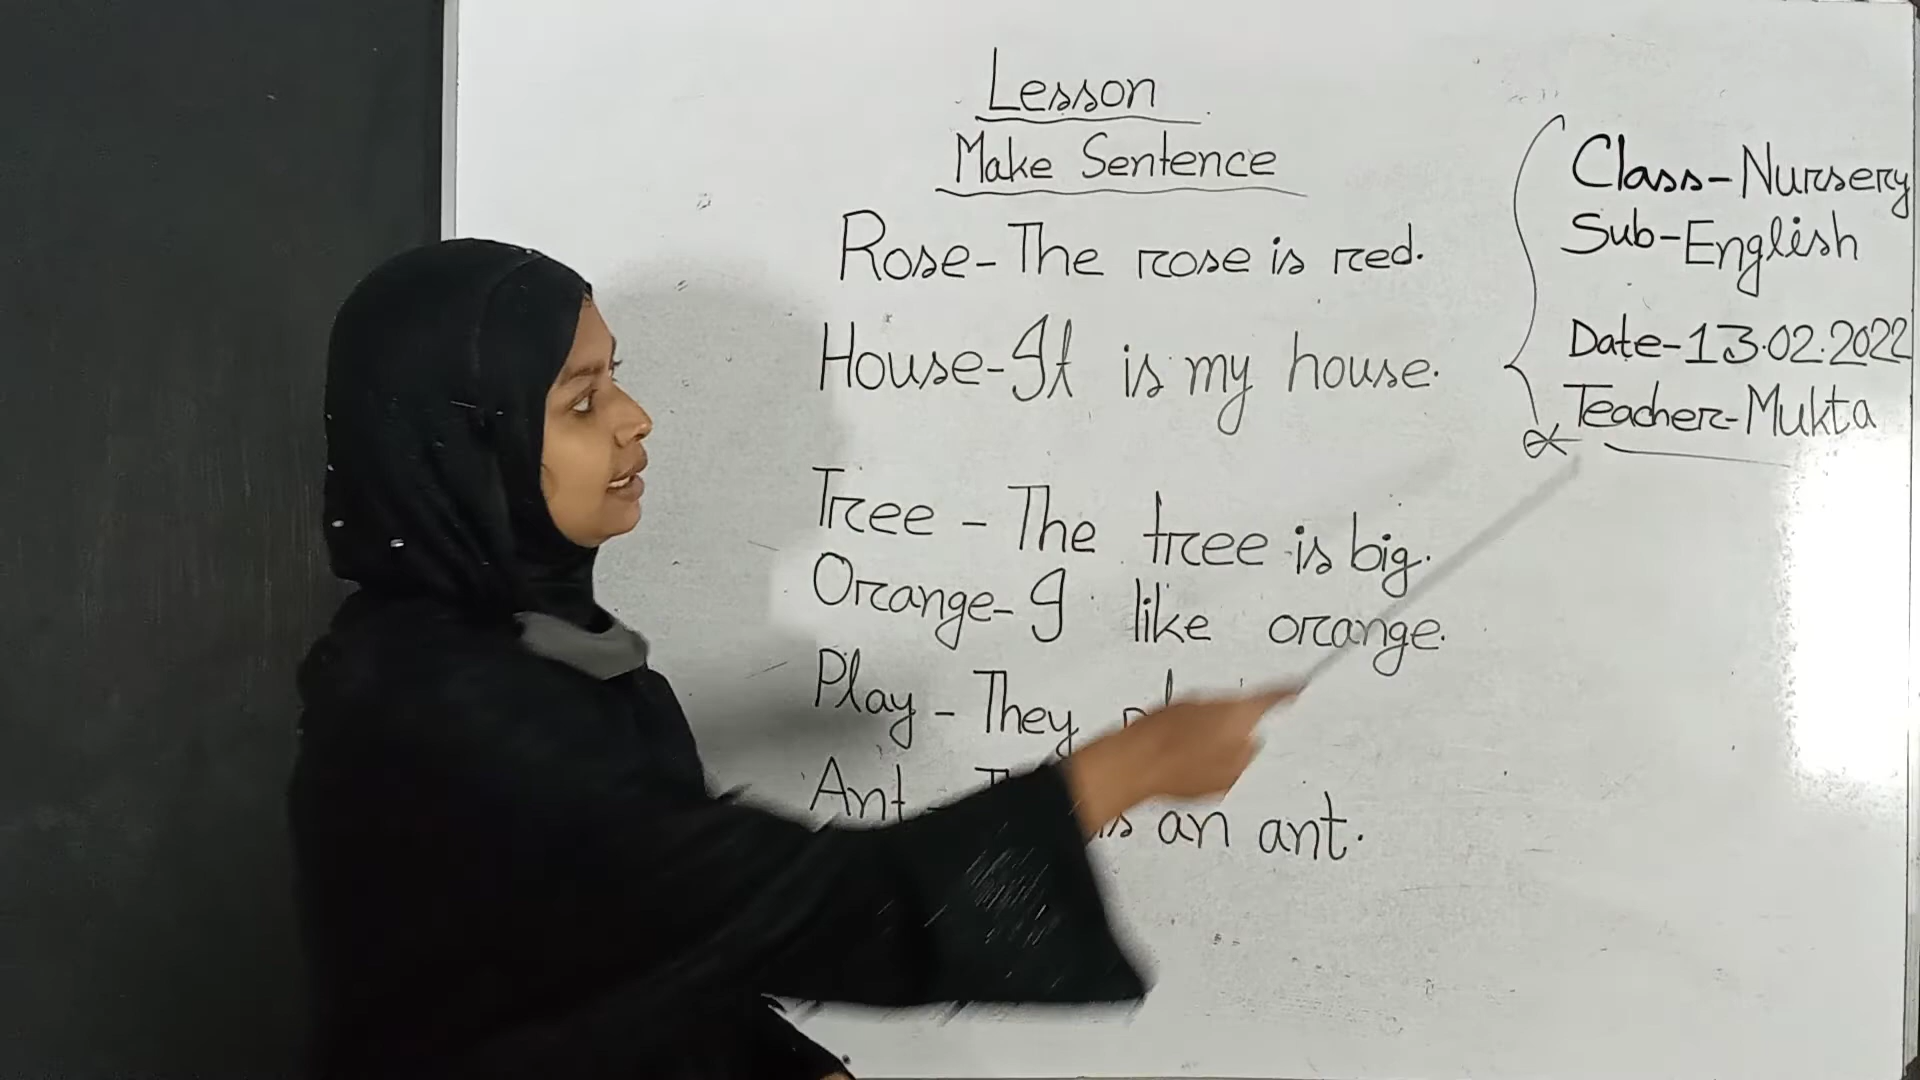 Lesson
Make Sentence
Rose-The rose is red.
House-It is my house.
Tree - The tree is big.
Orange-I like orange.
Play - They
Ant - is an ant.
Class-Nursery
Sub-English
Date-13.02.2022
Teacher-Mukta